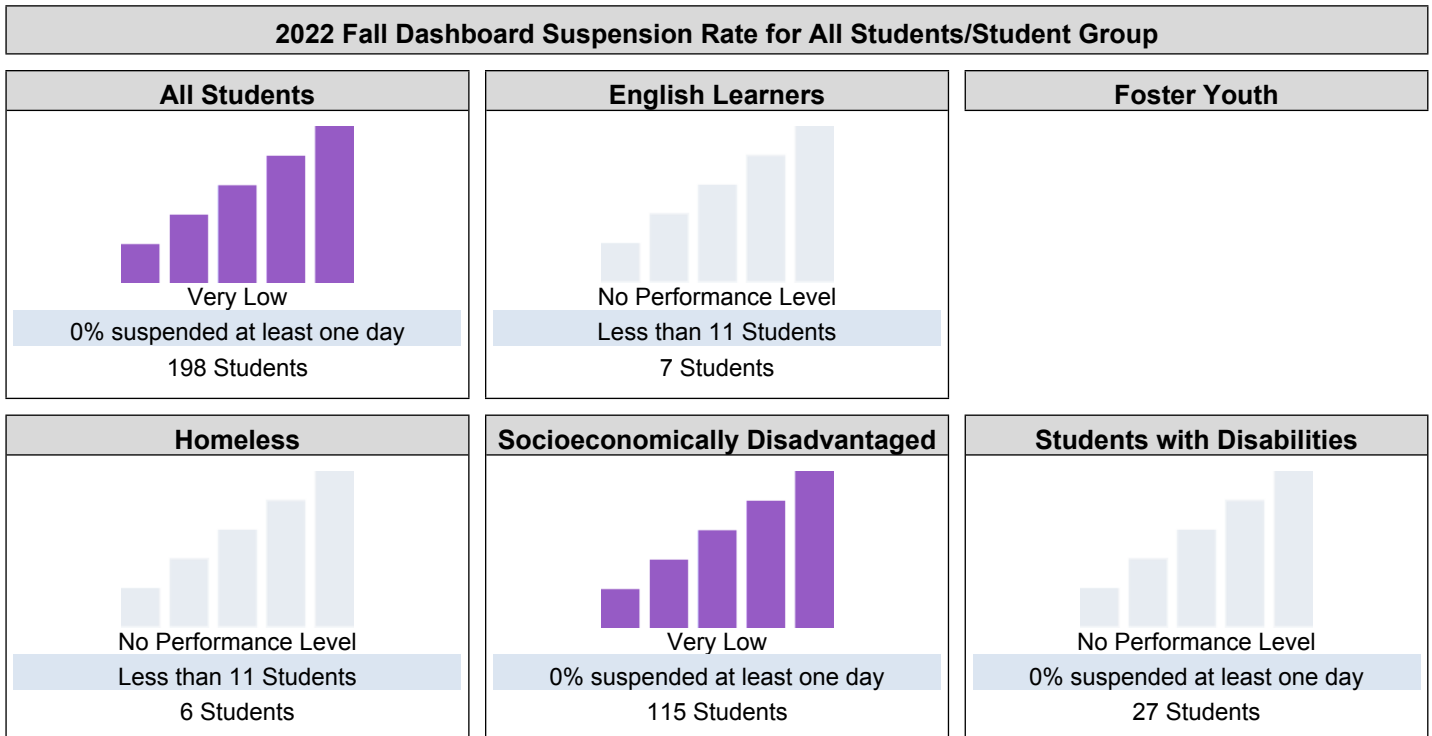 2022 Fall Dashboard Suspension Rate for All Students/Student Group
All Students
Very Low
0% suspended at least one day
198 Students
English Learners
No Performance Level
Less than 11 Students
7 Students
Foster Youth
Homeless
No Performance Level
Less than 11 Students
6 Students
Socioeconomically Disadvantaged
Very Low
0% suspended at least one day
115 Students
Students with Disabilities
No Performance Level
0% suspended at least one day
27 Students